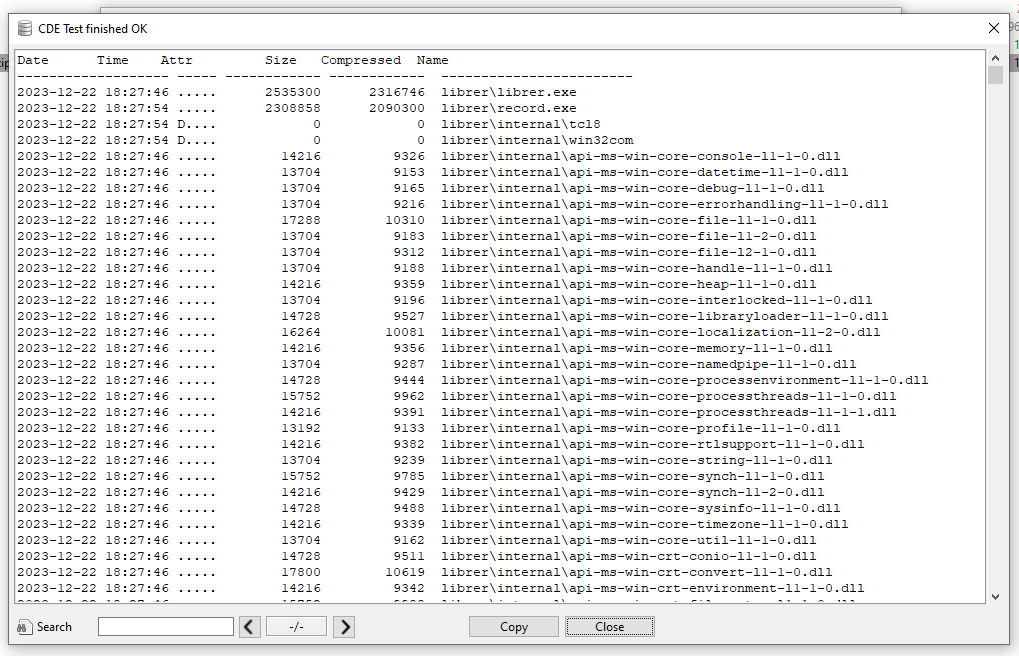 CDE Test finished OK
Date Time Attr Size Compressed Name
------------------- ----- ------------ ------------ ------------------------
2023-12-22 18:27:46 ..... 2535300 2316746 librer\librer.exe
2023-12-22 18:27:54 ..... 2308858 2090300 librer\record.exe
2023-12-22 18:27:54 D.... 0 0 librer\internal\tcl8
2023-12-22 18:27:54 D.... 0 0 librer\internal\win32com
2023-12-22 18:27:46 ..... 14216 9326 librer\internal\api-ms-win-core-console-l1-1-0.dll
2023-12-22 18:27:46 ..... 13704 9153 librer\internal\api-ms-win-core-datetime-l1-1-0.dll
2023-12-22 18:27:46 ..... 13704 9165 librer\internal\api-ms-win-core-debug-l1-1-0.dll
2023-12-22 18:27:46 ..... 13704 9216 librer\internal\api-ms-win-core-errorhandling-l1-1-0.dll
2023-12-22 18:27:46 ..... 17288 10310 librer\internal\api-ms-win-core-file-l1-1-0.dll
2023-12-22 18:27:46 ..... 13704 9183 librer\internal\api-ms-win-core-file-l1-2-0.dll
2023-12-22 18:27:46 ..... 13704 9312 librer\internal\api-ms-win-core-file-l2-1-0.dll
2023-12-22 18:27:46 ..... 13704 9188 librer\internal\api-ms-win-core-handle-l1-1-0.dll
2023-12-22 18:27:46 ..... 14216 9359 librer\internal\api-ms-win-core-heap-l1-1-0.dll
2023-12-22 18:27:46 ..... 13704 9196 librer\internal\api-ms-win-core-interlocked-l1-1-0.dll
2023-12-22 18:27:46 ..... 14728 9527 librer\internal\api-ms-win-core-libraryloader-l1-1-0.dll
2023-12-22 18:27:46 ..... 16264 10081 librer\internal\api-ms-win-core-localization-l1-2-0.dll
2023-12-22 18:27:46 ..... 14216 9356 librer\internal\api-ms-win-core-memory-l1-1-0.dll
2023-12-22 18:27:46 ..... 13704 9287 librer\internal\api-ms-win-core-namedpipe-l1-1-0.dll
2023-12-22 18:27:46 ..... 14728 9444 librer\internal\api-ms-win-core-processenvironment-l1-1-0.dll
2023-12-22 18:27:46 ..... 15752 9962 librer\internal\api-ms-win-core-processthreads-l1-1-0.dll
2023-12-22 18:27:46 ..... 14216 9391 librer\internal\api-ms-win-core-processthreads-l1-1-1.dll
2023-12-22 18:27:46 ..... 13192 9133 librer\internal\api-ms-win-core-profile-l1-1-0.dll
2023-12-22 18:27:46 ..... 14216 9382 librer\internal\api-ms-win-core-rtlsupport-l1-1-0.dll
2023-12-22 18:27:46 ..... 13704 9239 librer\internal\api-ms-win-core-string-l1-1-0.dll
2023-12-22 18:27:46 ..... 15752 9785 librer\internal\api-ms-win-core-synch-l1-1-0.dll
2023-12-22 18:27:46 ..... 14216 9429 librer\internal\api-ms-win-core-synch-l1-2-0.dll
2023-12-22 18:27:46 ..... 14728 9488 librer\internal\api-ms-win-core-sysinfo-l1-1-0.dll
2023-12-22 18:27:46 ..... 14216 9339 librer\internal\api-ms-win-core-timezone-l1-1-0.dll
2023-12-22 18:27:46 ..... 13704 9162 librer\internal\api-ms-win-core-util-l1-1-0.dll
2023-12-22 18:27:46 ..... 14728 9511 librer\internal\api-ms-win-crt-conio-l1-1-0.dll
2023-12-22 18:27:46 ..... 17800 10619 librer\internal\api-ms-win-crt-convert-l1-1-0.dll
2023-12-22 18:27:46 ..... 14216 9342 librer\internal\api-ms-win-crt-environment-l1-1-0.dll
Search -/- Copy Close